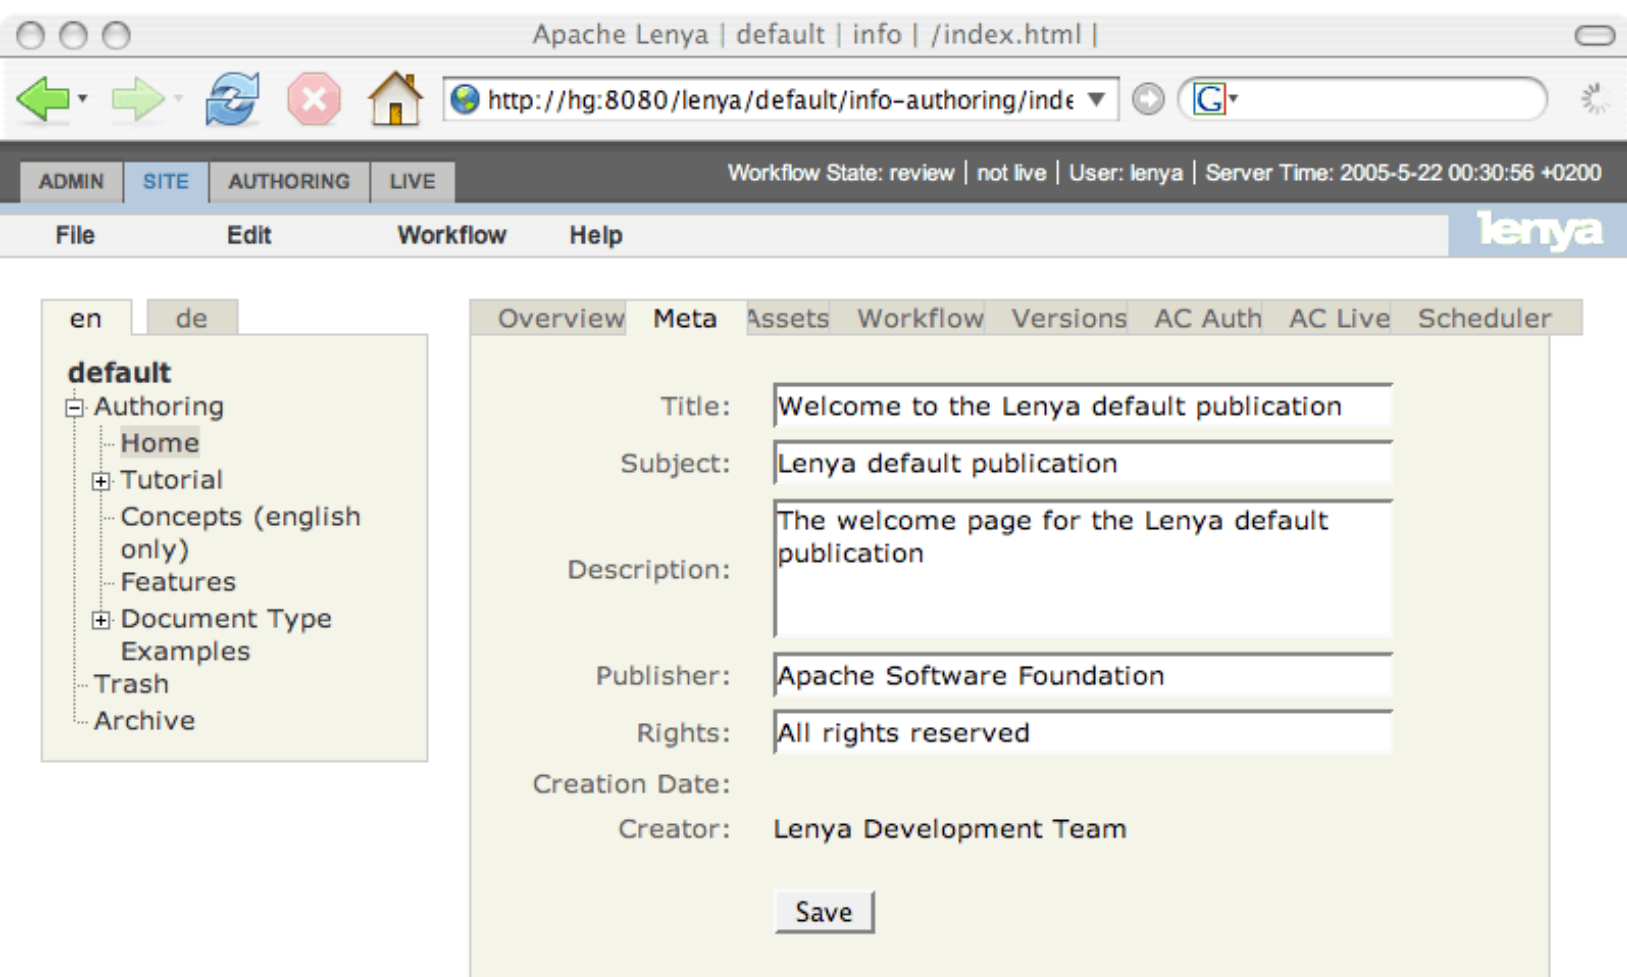 Apache Lenya | default | info | /index.html |
http://hg:8080/lenya/default/info-authoring/inde
G
ADMIN SITE AUTHORING LIVE
Workflow State: review | not live | User: lenya | Server Time: 2005-5-22 00:30:56 +0200
File Edit Workflow Help
lenya
en de
default
Authoring
Home
Tutorial
Concepts (english
only)
Features
Document Type
Examples
Trash
Archive
Overview Meta Assets Workflow Versions AC Auth AC Live Scheduler
Title: Welcome to the Lenya default publication
Subject: Lenya default publication
Description: The welcome page for the Lenya default
publication
Publisher: Apache Software Foundation
Rights: All rights reserved
Creation Date:
Creator: Lenya Development Team
Save